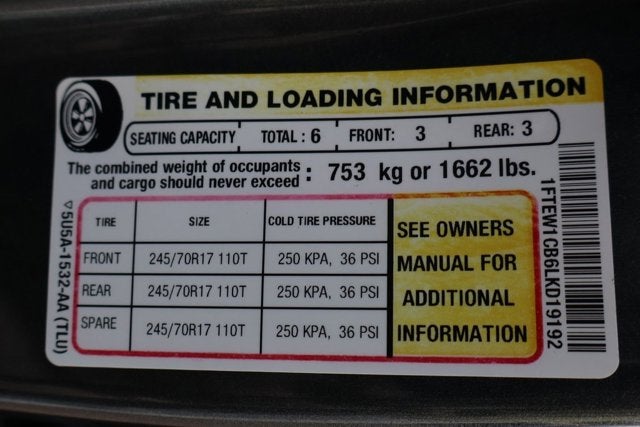 TIRE AND LOADING INFORMATION
SEATING CAPACITY TOTAL : 6 FRONT: 3 REAR: 3
The combined weight of occupants
and cargo should never exceed : 753 kg or 1662 lbs.
TIRE SIZE COLD TIRE PRESSURE
FRONT 245/70R17 110T 250 KPA, 36 PSI
REAR 245/70R17 110T 250 KPA, 36 PSI
SPARE 245/70R17 110T 250 KPA, 36 PSI
SEE OWNERS
MANUAL FOR
ADDITIONAL
INFORMATION
5U5A-1532-AA (TLU)
1FTEW1CB6LKD19192